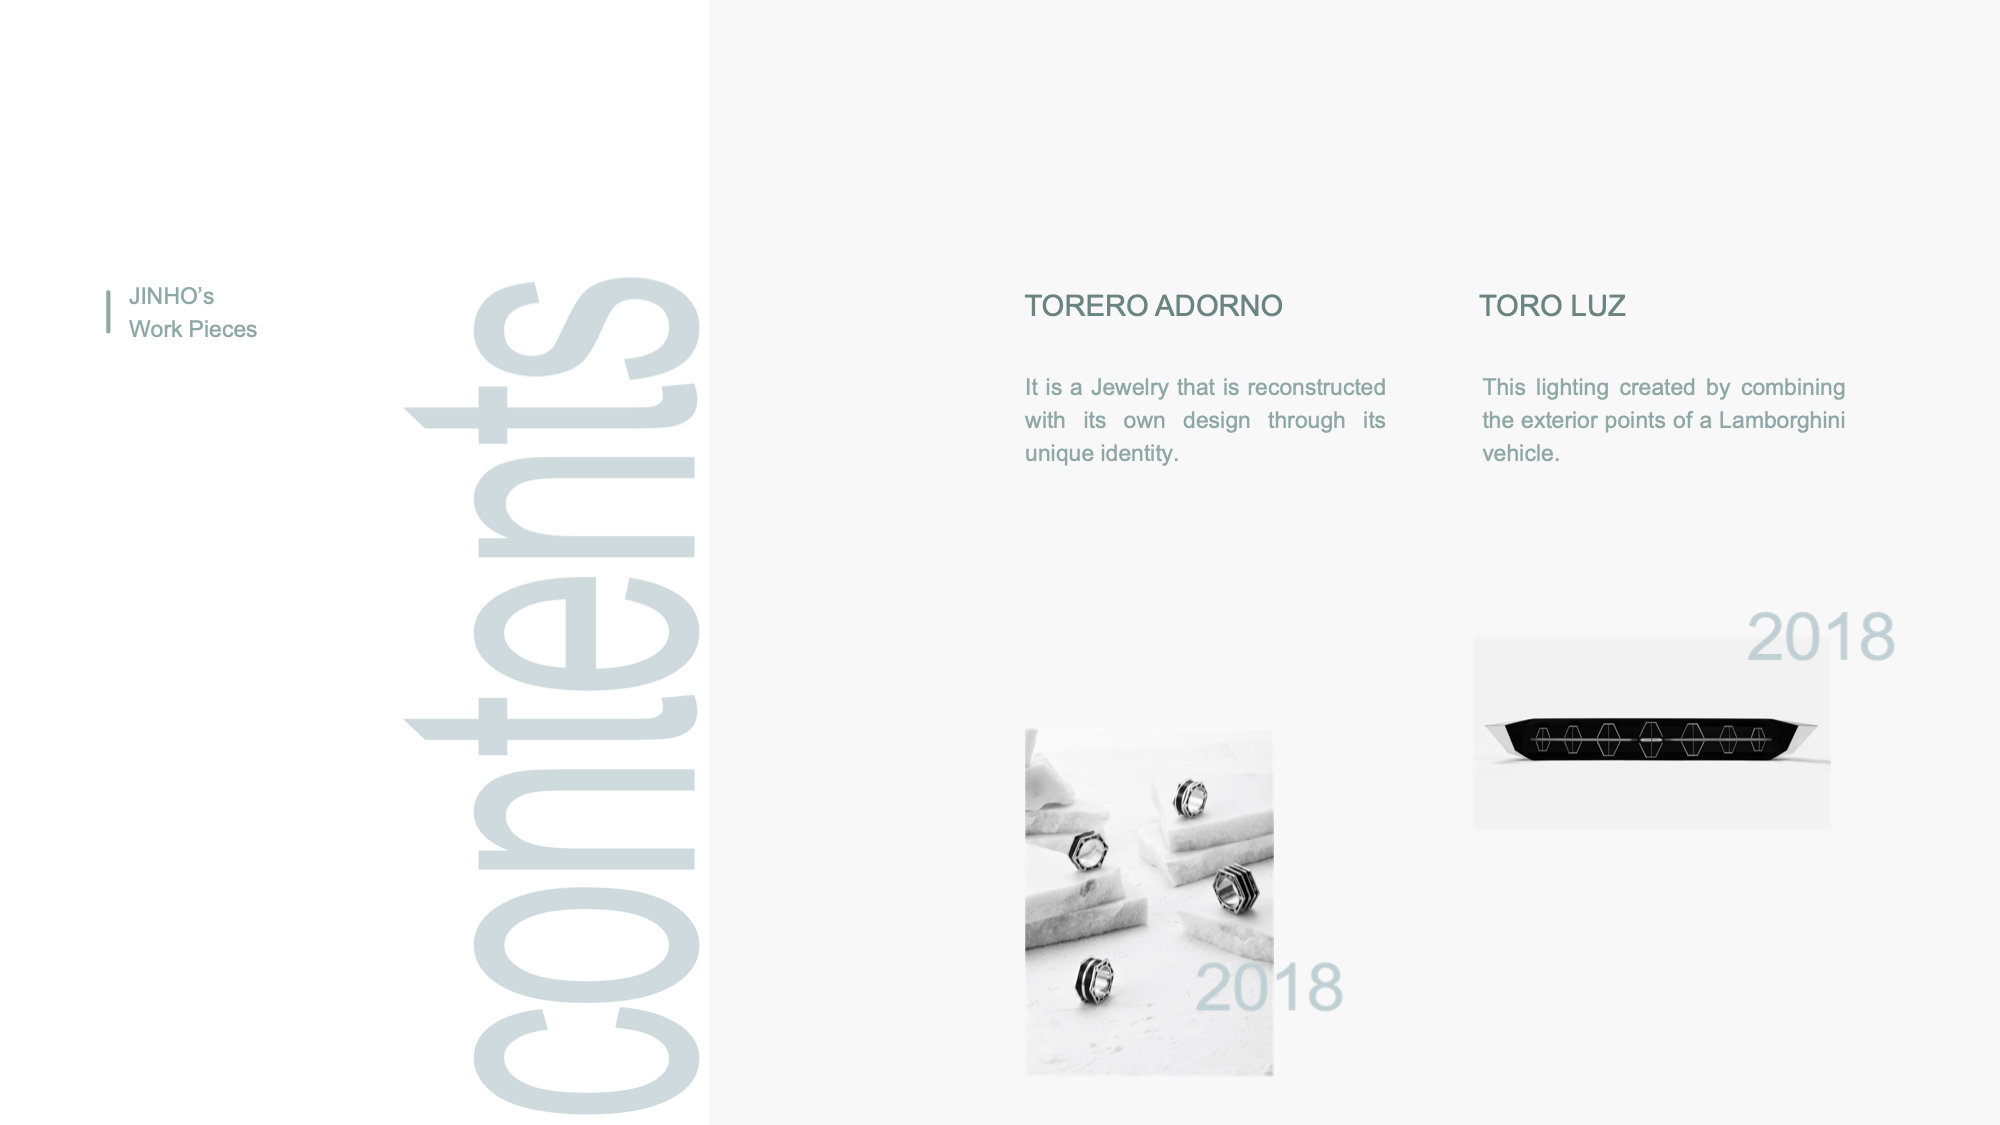 JINHO’s
Work Pieces
contents
TORERO ADORNO
It is a Jewelry that is reconstructed
with its own design through its
unique identity.
2018
TORO LUZ
This lighting created by combining
the exterior points of a Lamborghini
vehicle.
2018